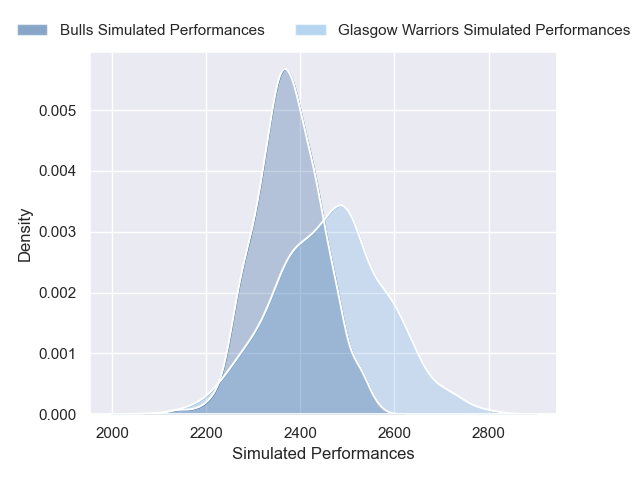 Bulls Simulated Performances
Glasgow Warriors Simulated Performances
0.005
0.004
0.003
0.002
0.001
0.000
Density
2000 2200 2400 2600 2800
Simulated Performances